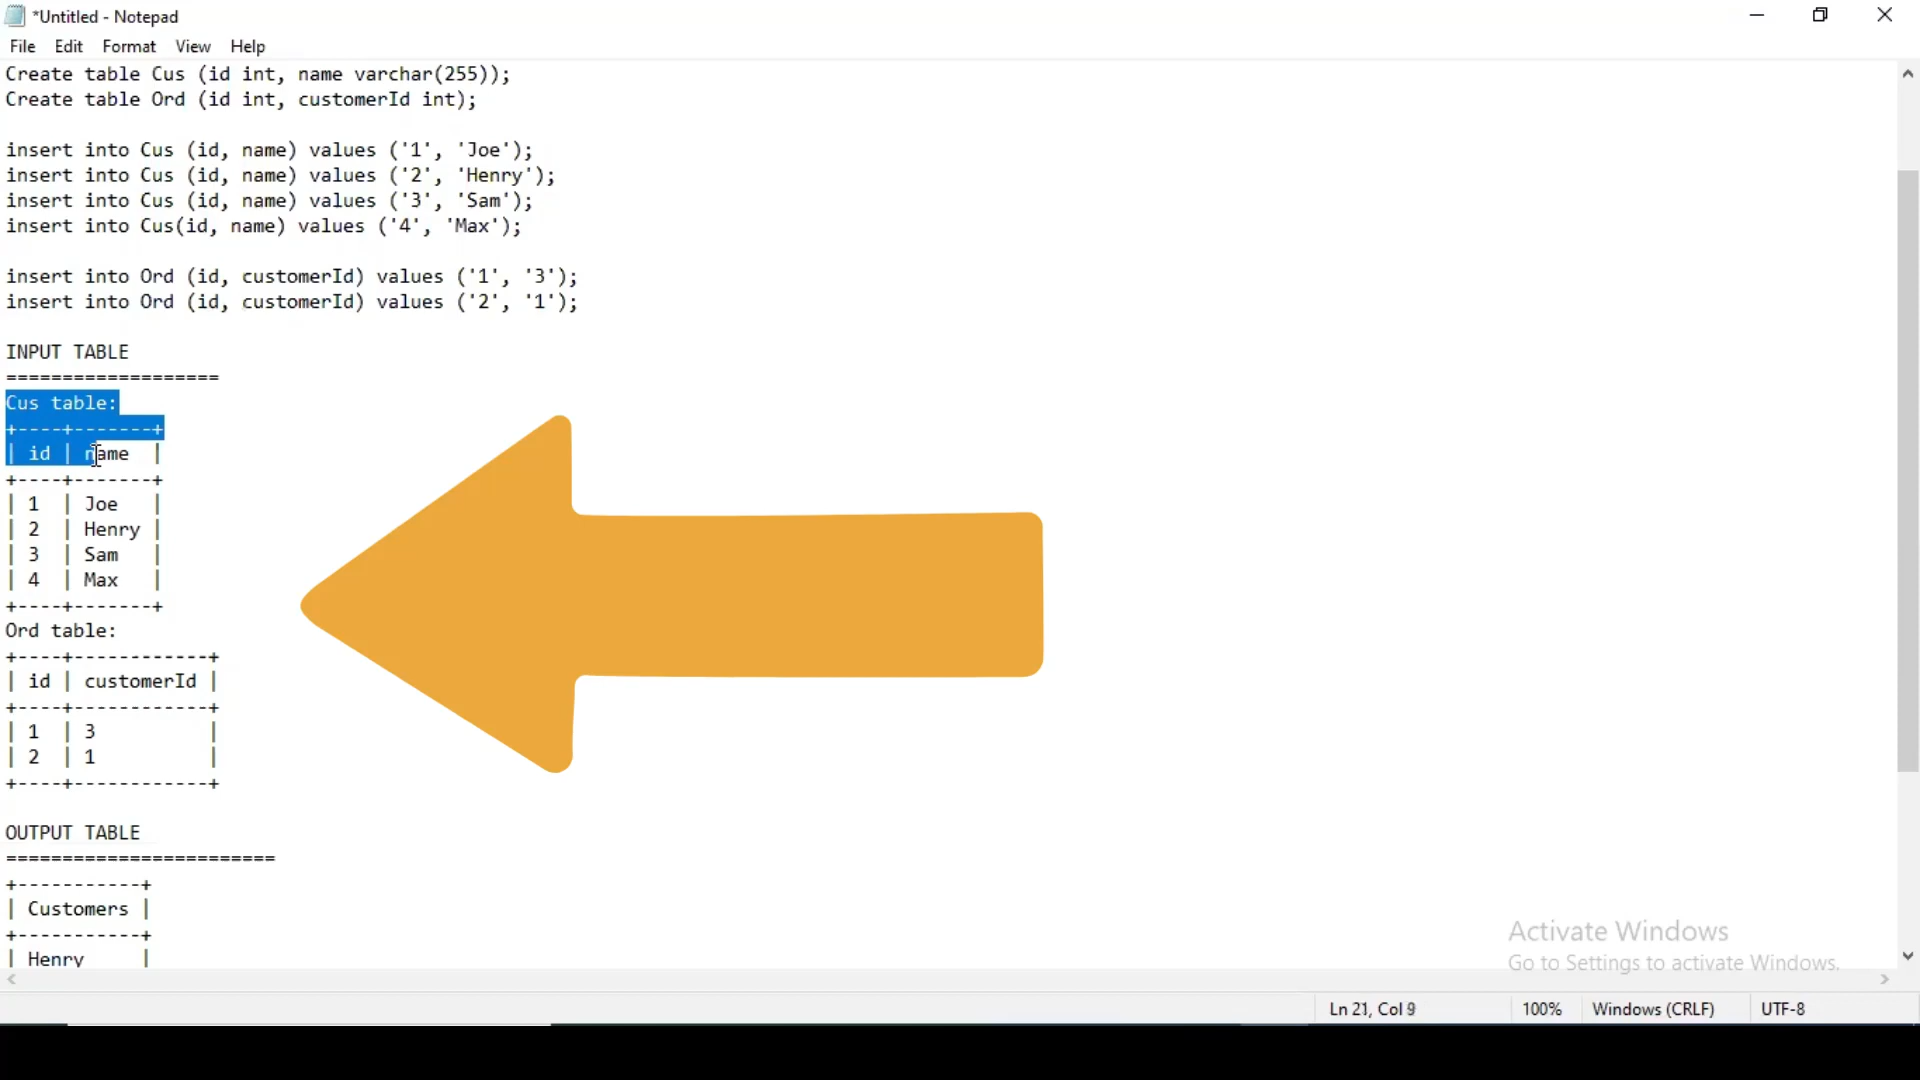 *Untitled - Notepad
File Edit Format View Help
Create table Cus (id int, name varchar(255));
Create table Ord (id int, customerId int);
insert into Cus (id, name) values ('1', 'Joe');
insert into Cus (id, name) values ('2', 'Henry');
insert into Cus (id, name) values ('3', 'Sam');
insert into Cus(id, name) values ('4', 'Max');
insert into Ord (id, customerId) values ('1', '3');
insert into Ord (id, customerId) values ('2', '1');
INPUT TABLE
===================
Cus table:
+----+-------+
| id | name  |
+----+-------+
| 1  | Joe   |
| 2  | Henry |
| 3  | Sam   |
| 4  | Max   |
+----+-------+
Ord table:
+----+------------+
| id | customerId |
+----+------------+
| 1  | 3          |
| 2  | 1          |
+----+------------+
OUTPUT TABLE
========================
+-----------+
| Customers |
+-----------+
| Henry     |
Activate Windows
Go to Settings to activate Windows.
Ln 21, Col 9 100% Windows (CRLF) UTF-8